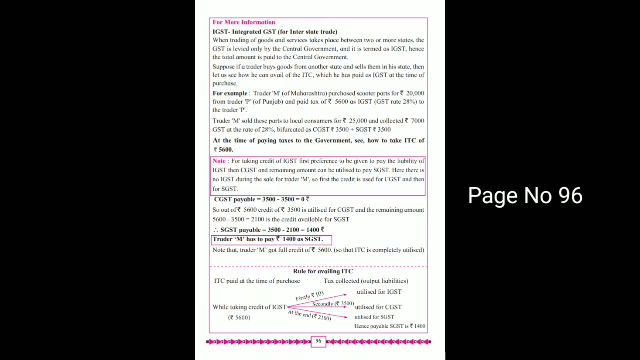 For More Information
IGST- Integrated GST (for Inter state trade)
When trading of goods and services takes place between two or more states, the
GST is levied only by the Central Government, and it is termed as IGST, hence
the total amount is paid to the Central Government.
Suppose if a trader buys goods from another state and sells them in his state, then
let us see how he can avail of the ITC, which he has paid as IGST at the time of
purchase.
For example : Trader 'M' (of Maharashtra) purchased scooter parts for ₹ 20,000
from trader 'P' (of Punjab) and paid tax of ₹ 5600 as IGST (GST rate 28%) to
the trader 'P'.
Trader 'M' sold these parts to local consumers for ₹ 25,000 and collected ₹ 7000
GST at the rate of 28%, bifurcated as CGST ₹ 3500 + SGST ₹ 3500
At the time of paying taxes to the Government, see, how to take ITC of
₹ 5600.
Note : For taking credit of IGST first preference to be given to pay the liability of
IGST then CGST and remaining amount can be utilised to pay SGST. Here there is
no IGST during the sale for trader 'M', so first the credit is used for CGST and then
for SGST.
CGST payable = 3500 - 3500 = 0 ₹
So out of ₹ 5600 credit of ₹ 3500 is utilised for CGST and the remaining amount
5600 - 3500 = 2100 is the credit available for SGST
∴ SGST payable = 3500 - 2100 = 1400 ₹
Trader 'M' has to pay ₹ 1400 as SGST.
Note that, trader 'M' got full credit of ₹ 5600. (so that ITC is completely utilised)
Rule for availing ITC
ITC paid at the time of purchase Tax collected (output liabilities)
Firstly ₹ (0) utilised for IGST
While taking credit of IGST Secondly (₹ 3500) utilised for CGST
(₹ 5600) At the end (₹ 2100) utilised for SGST
Hence payable SGST is ₹ 1400
96
Page No 96